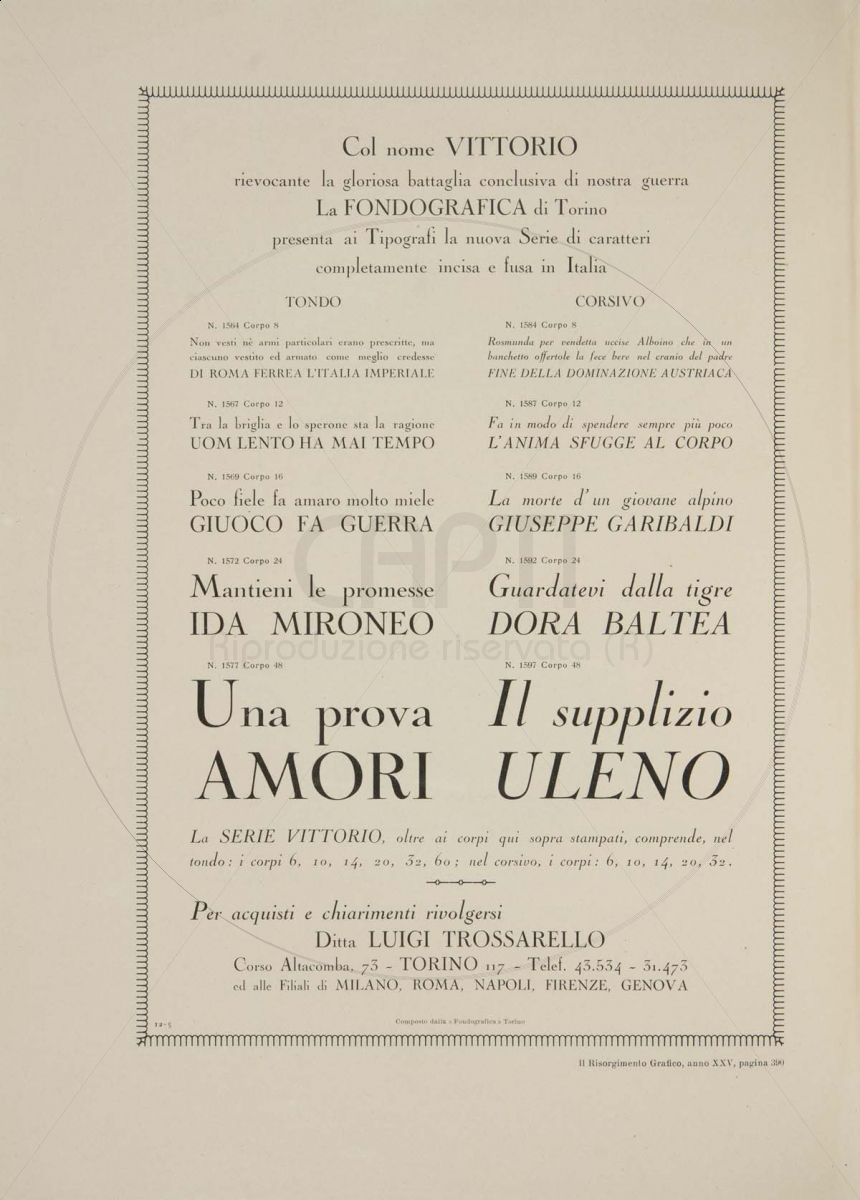 Col nome VITTORIO
rievocante la gloriosa battaglia conclusiva di nostra guerra
La FONDOGRAFICA di Torino
presenta ai Tipografi la nuova Serie di caratteri
completamente incisa e fusa in Italia
TONDO
N. 1564 Corpo 8
Non vesti nè armi particolari erano prescritte, ma
ciascuno vestito ed armato come meglio credesse
DI ROMA FERREA L'ITALIA IMPERIALE
N. 1567 Corpo 12
Tra la briglia e lo sperone sta la ragione
UOM LENTO HA MAI TEMPO
N. 1569 Corpo 16
Poco fiele fa amaro molto miele
GIUOCO FA GUERRA
N. 1572 Corpo 24
Mantieni le promesse
IDA MIRONEO
N. 1577 Corpo 48
Una prova
AMORI
CORSIVO
N. 1584 Corpo 8
Rosmunda per vendetta uccise Alboino che in un
banchetto offertole la fece bere nel cranio del padre
FINE DELLA DOMINAZIONE AUSTRIACA
N. 1587 Corpo 12
Fa in modo di spendere sempre più poco
L'ANIMA SFUGGE AL CORPO
N. 1589 Corpo 16
La morte d'un giovane alpino
GIUSEPPE GARIBALDI
N. 1592 Corpo 24
Guardatevi dalla tigre
DORA BALTEA
N. 1597 Corpo 48
Il supplizio
ULENO
La SERIE VITTORIO, oltre ai corpi qui sopra stampati, comprende, nel
tondo: i corpi 6, 10, 14, 20, 32, 60; nel corsivo, i corpi: 6, 10, 14, 20, 32.
Per acquisti e chiarimenti rivolgersi
Ditta LUIGI TROSSARELLO
Corso Altacomba, 73 - TORINO 117 - Telef. 43.534 - 31.473
ed alle Filiali di MILANO, ROMA, NAPOLI, FIRENZE, GENOVA
12-5
Composto dalla « Fondografica » Torino
Il Risorgimento Grafico, anno XXV, pagina 390
CAPTI
Riproduzione riservata (R)